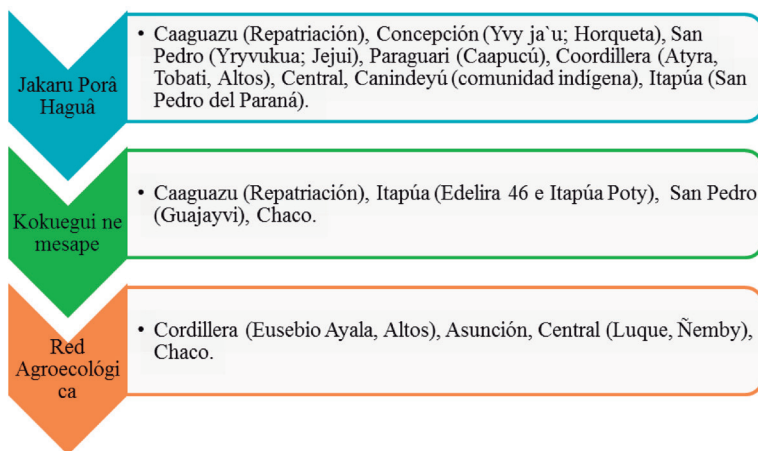 Jakaru Porâ
Haguâ
• Caaguazu (Repatriación), Concepción (Yvy ja`u; Horqueta), San
Pedro (Yryvukua; Jejui), Paraguari (Caapucú), Coordillera (Atyra,
Tobati, Altos), Central, Canindeyú (comunidad indígena), Itapúa (San
Pedro del Paraná).
Kokuegui ne
mesape
• Caaguazu (Repatriación), Itapúa (Edelira 46 e Itapúa Poty), San Pedro
(Guajayvi), Chaco.
Red
Agroecológi
ca
• Cordillera (Eusebio Ayala, Altos), Asunción, Central (Luque, Ñemby),
Chaco.